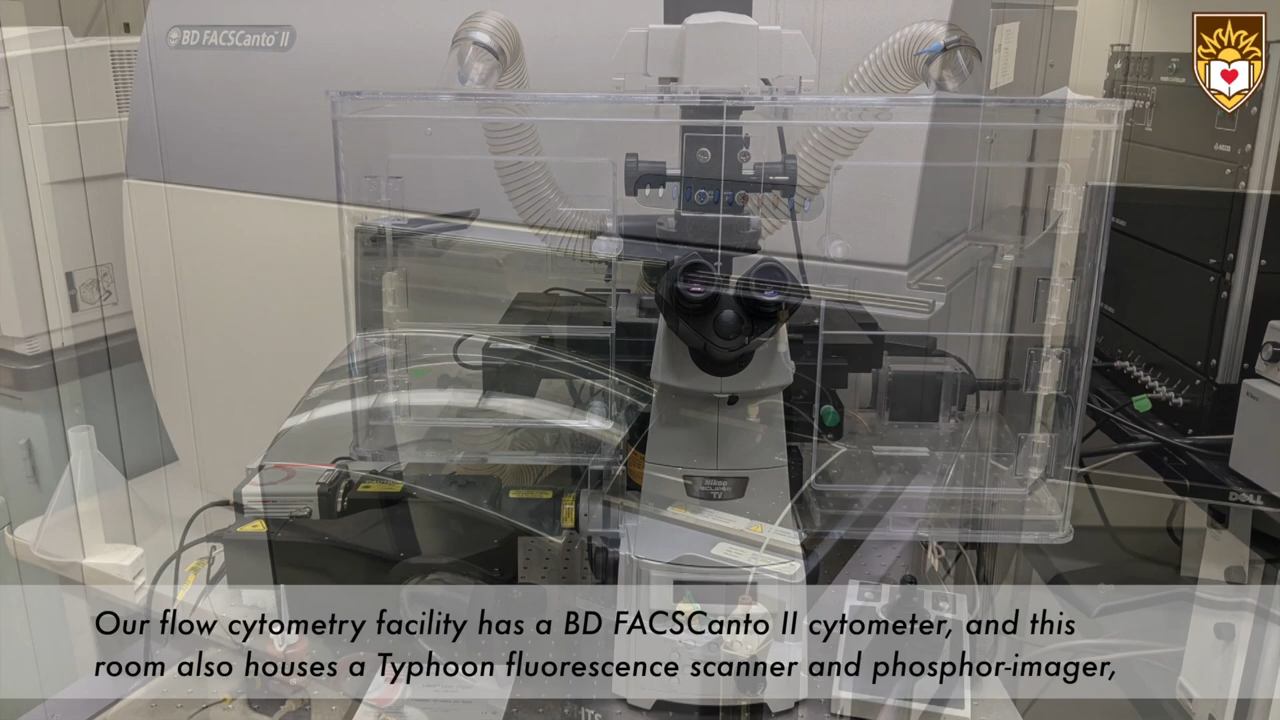 BD FACSCanto™ II
Nikon
ECLIPSE
Ti
DELL
Our flow cytometry facility has a BD FACSCanto II cytometer, and this
room also houses a Typhoon fluorescence scanner and phosphor-imager,